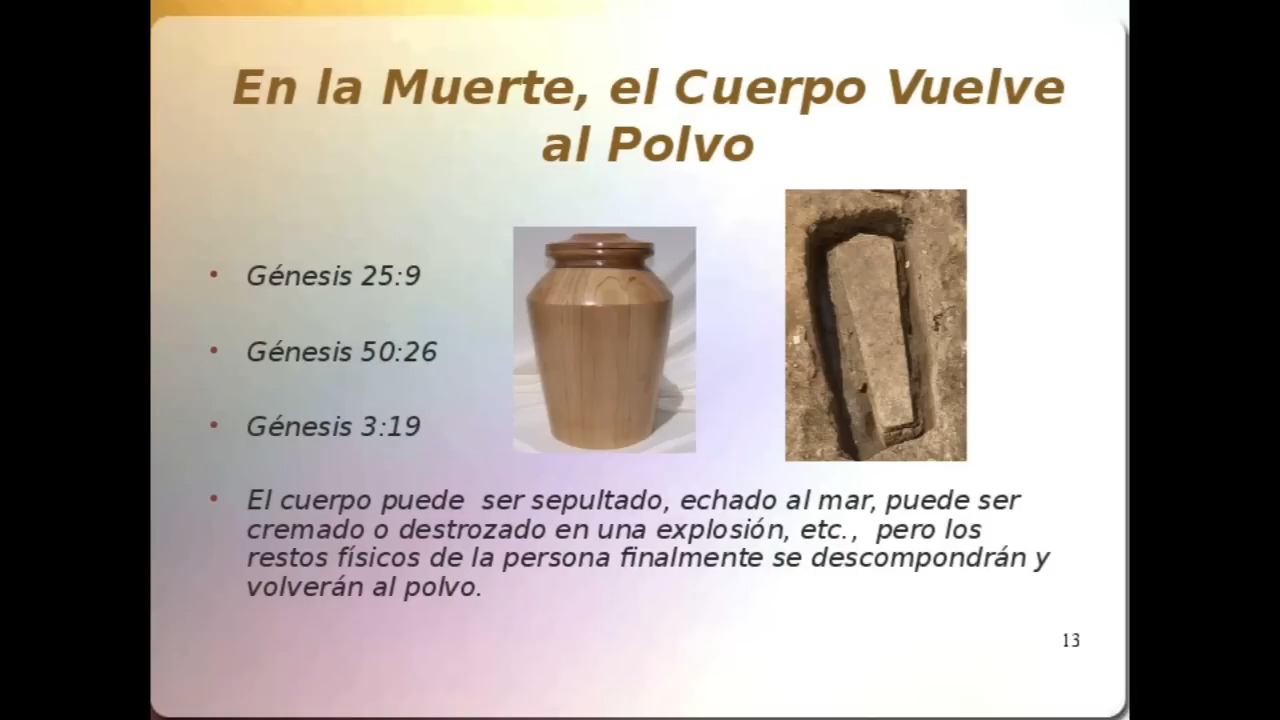 En la Muerte, el Cuerpo Vuelve
al Polvo
• Génesis 25:9
• Génesis 50:26
• Génesis 3:19
• El cuerpo puede  ser sepultado, echado al mar, puede ser
cremado o destrozado en una explosión, etc.,  pero los
restos físicos de la persona finalmente se descompondrán y
volverán al polvo.
13